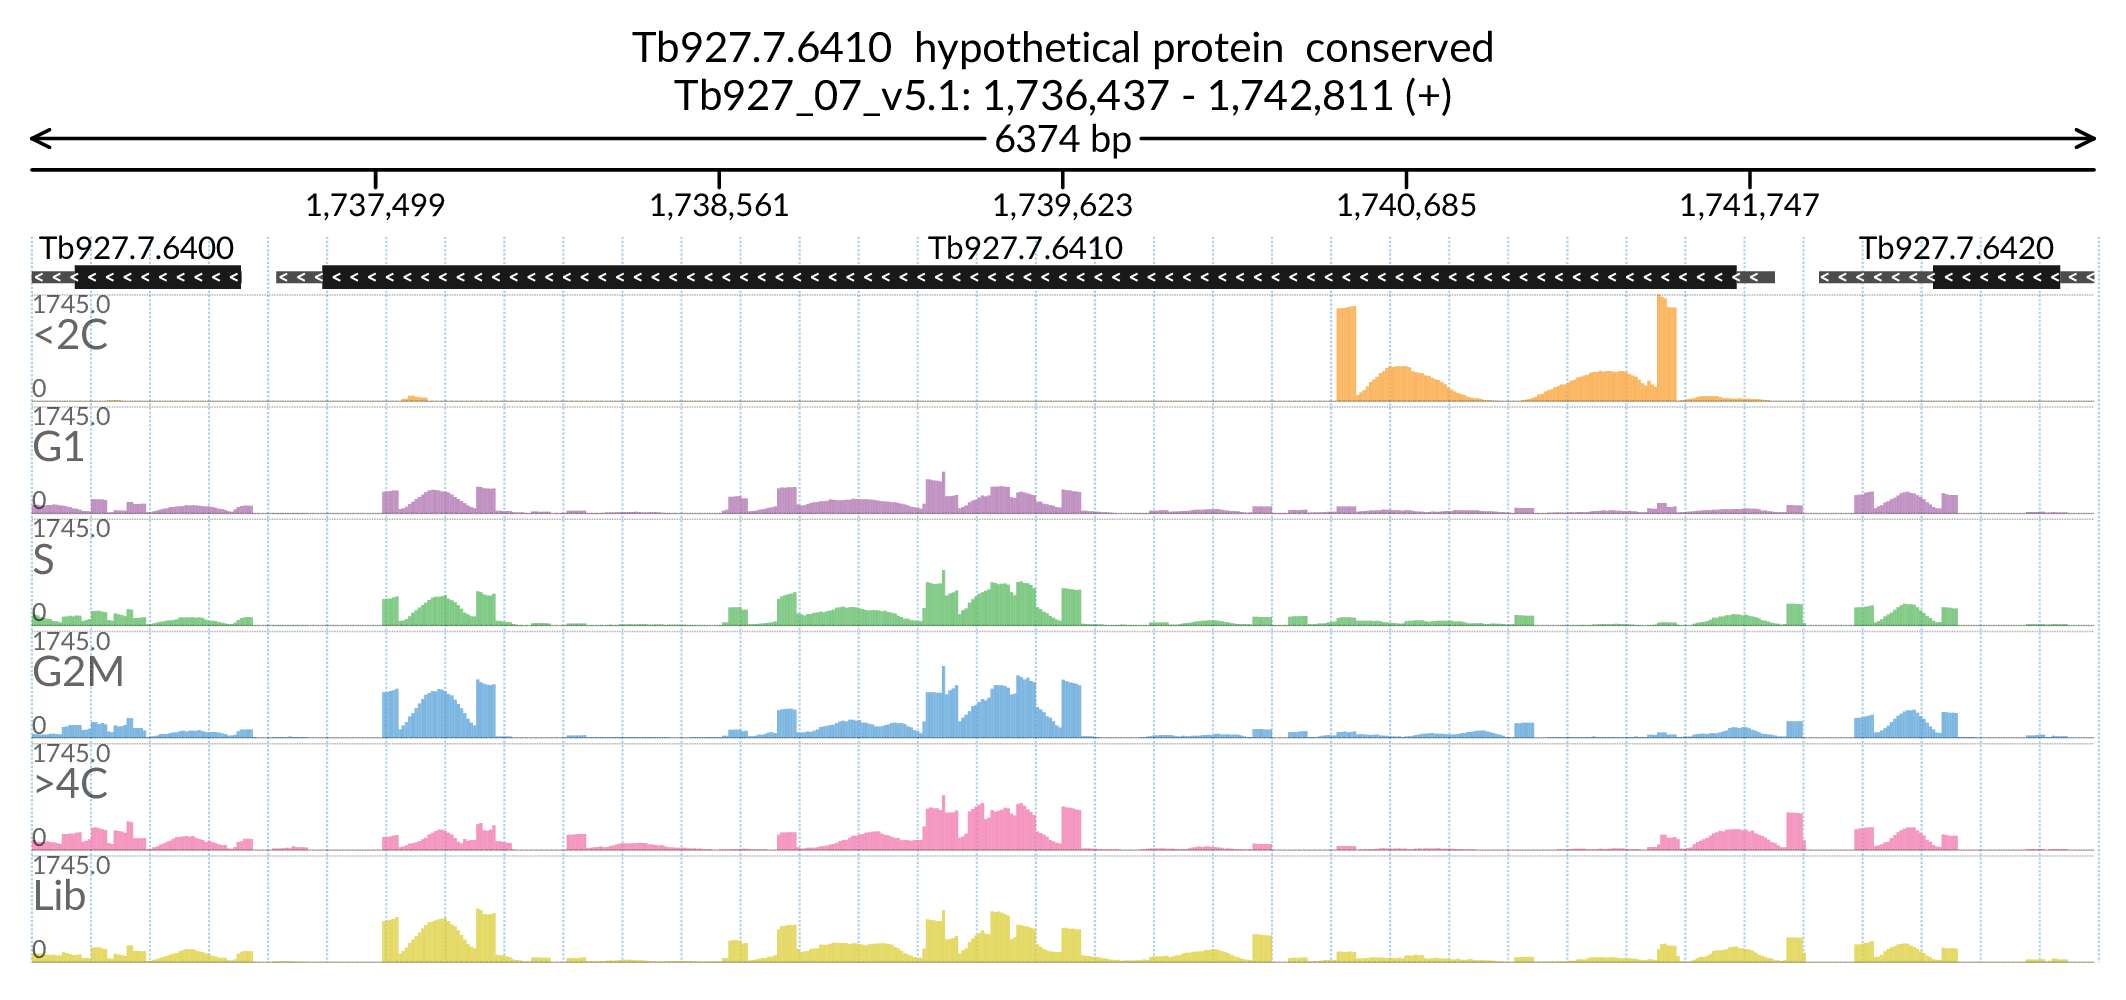 Tb927.7.6410  hypothetical protein  conserved
Tb927_07_v5.1: 1,736,437 - 1,742,811 (+)
6374 bp
1,737,499 1,738,561 1,739,623 1,740,685 1,741,747
Tb927.7.6400 Tb927.7.6410 Tb927.7.6420
1745.0
<2C
0
1745.0
G1
0
1745.0
S
0
1745.0
G2M
0
1745.0
>4C
0
1745.0
Lib
0